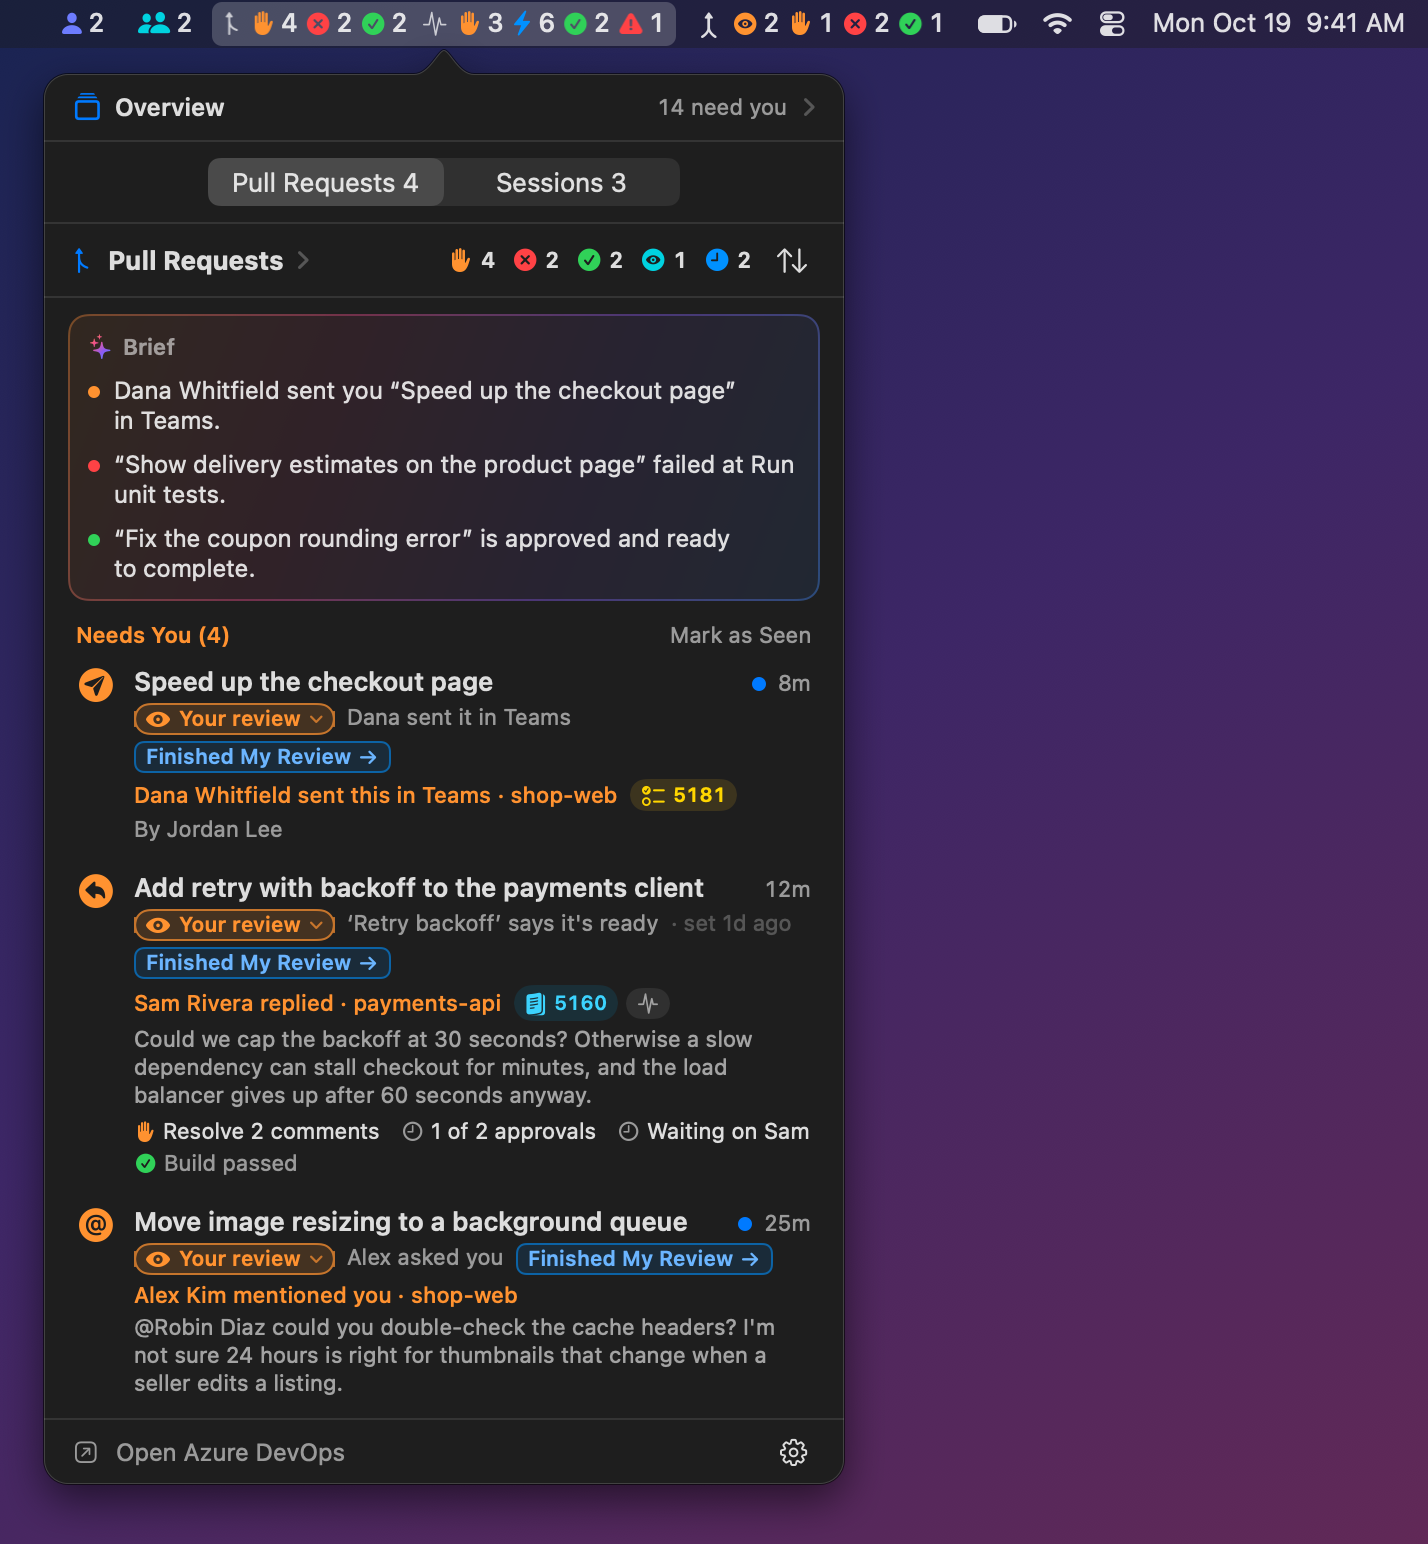 2 2 4 2 2 3 6 2 1 2 1 2 1 Mon Oct 19 9:41 AM
Overview 14 need you
Pull Requests 4 Sessions 3
Pull Requests 4 2 2 1 2
Brief
Dana Whitfield sent you “Speed up the checkout page”
in Teams.
“Show delivery estimates on the product page” failed at Run
unit tests.
“Fix the coupon rounding error” is approved and ready
to complete.
Needs You (4) Mark as Seen
Speed up the checkout page 8m
Your review Dana sent it in Teams
Finished My Review →
Dana Whitfield sent this in Teams · shop-web 5181
By Jordan Lee
Add retry with backoff to the payments client 12m
Your review ‘Retry backoff’ says it's ready · set 1d ago
Finished My Review →
Sam Rivera replied · payments-api 5160
Could we cap the backoff at 30 seconds? Otherwise a slow
dependency can stall checkout for minutes, and the load
balancer gives up after 60 seconds anyway.
Resolve 2 comments 1 of 2 approvals Waiting on Sam
Build passed
@ Move image resizing to a background queue 25m
Your review Alex asked you Finished My Review →
Alex Kim mentioned you · shop-web
@Robin Diaz could you double-check the cache headers? I'm
not sure 24 hours is right for thumbnails that change when a
seller edits a listing.
Open Azure DevOps